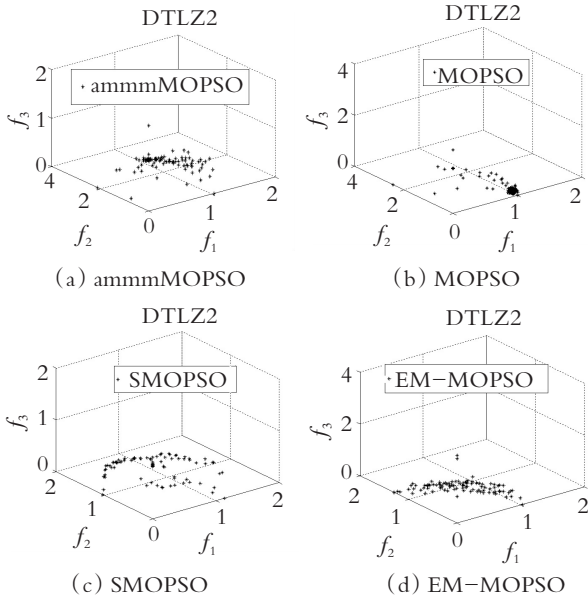 DTLZ2
2
ammmMOPSO
f3
1
0
4
2
f2
0
1
2
f1
(a) ammmMOPSO
DTLZ2
4
MOPSO
f3
2
0
4
2
f2
0
1
2
f1
(b) MOPSO
DTLZ2
2
SMOPSO
f3
1
0
2
1
f2
0
1
2
f1
(c) SMOPSO
DTLZ2
4
EM−MOPSO
f3
2
0
2
1
f2
0
1
2
f1
(d) EM−MOPSO